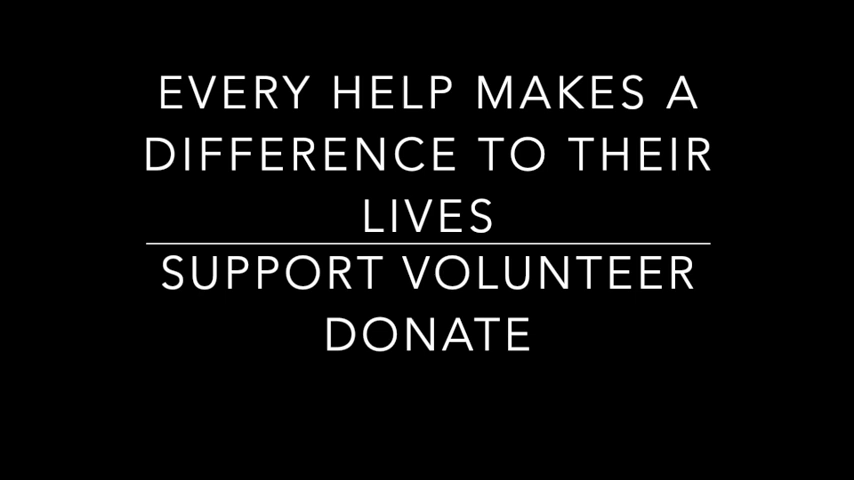 EVERY HELP MAKES A
DIFFERENCE TO THEIR
LIVES
SUPPORT VOLUNTEER
DONATE